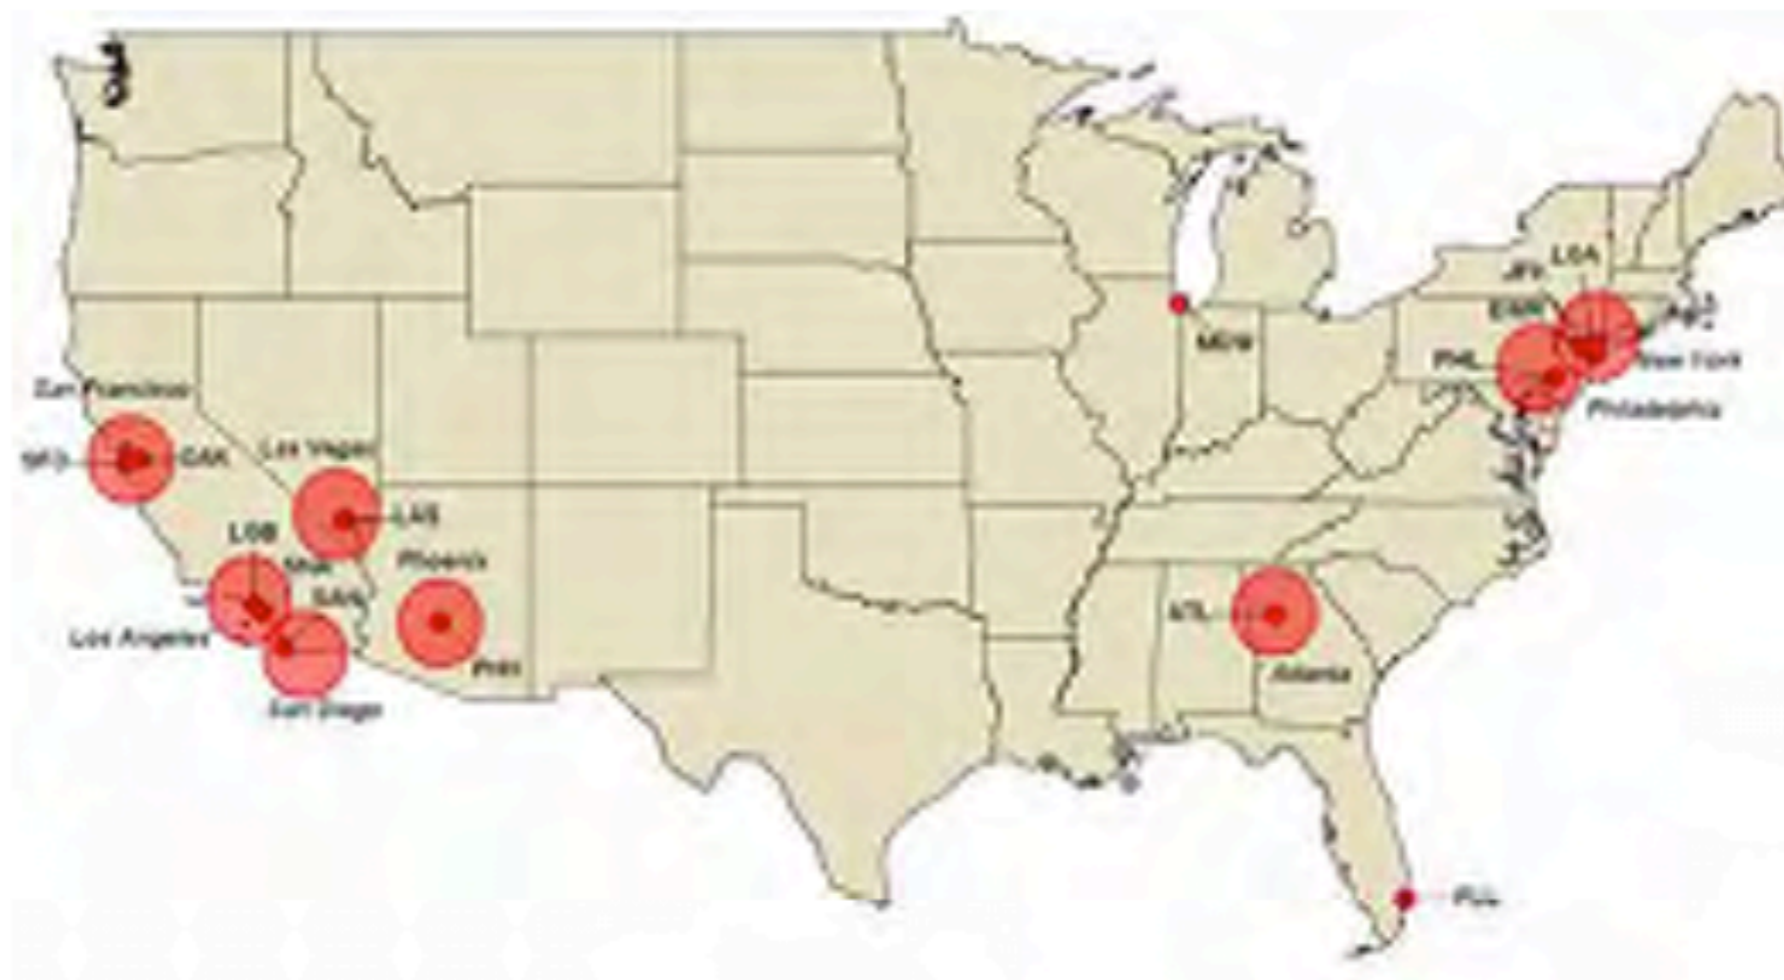 LGA
JFK
EWR
MDW
New York
PHL
Philadelphia
San Francisco
SFO
OAK
Las Vegas
LAS
LGB
SNA
Phoenix
SAN
ATL
Los Angeles
PHX
Atlanta
San Diego
FLL